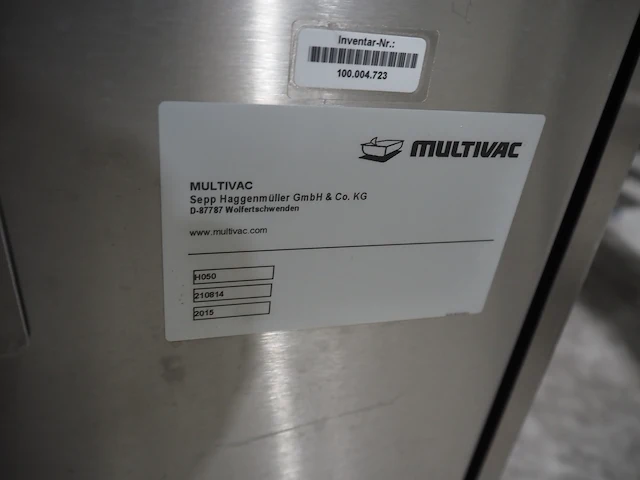 Inventar-Nr.:
100.004.723
MULTIVAC
MULTIVAC
Sepp Haggenmüller GmbH & Co. KG
D-87787 Wolfertschwenden
www.multivac.com
H050
210814
2015